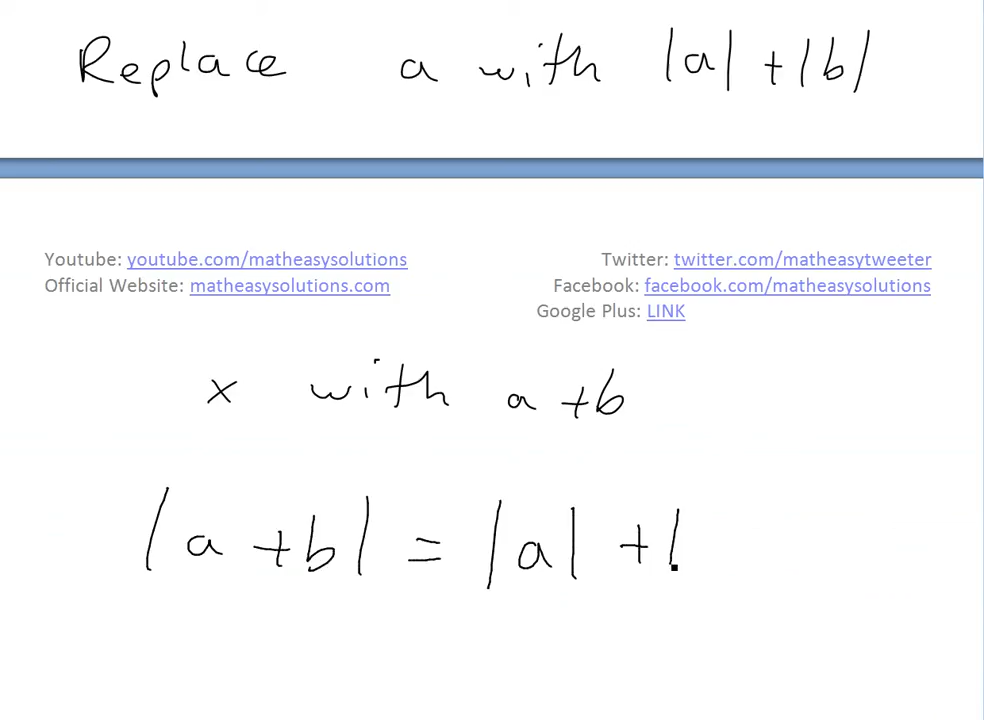 Replace a with |a| + |b|
Youtube: youtube.com/matheasysolutions
Official Website: matheasysolutions.com
Twitter: twitter.com/matheasytweeter
Facebook: facebook.com/matheasysolutions
Google Plus: LINK
x with a + b
|a + b| = |a| + |